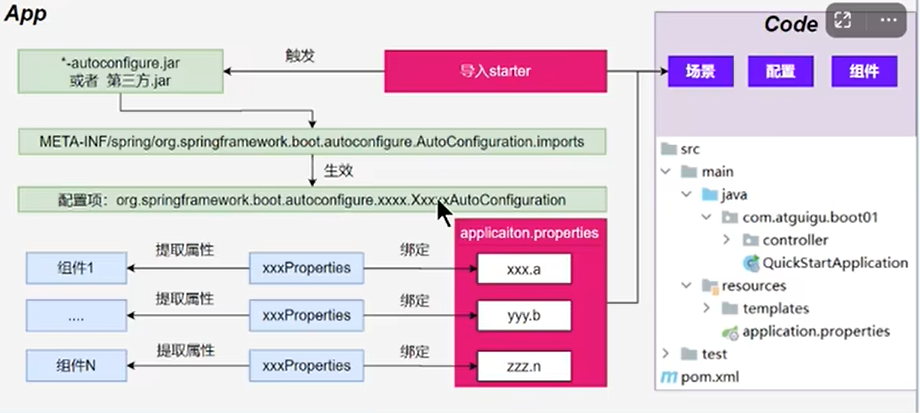 App
Code
*-autoconfigure.jar
或者 第三方.jar
触发
导入starter
场景
配置
组件
META-INF/spring/org.springframework.boot.autoconfigure.AutoConfiguration.imports
生效
配置项：org.springframework.boot.autoconfigure.xxxx.XxxxxAutoConfiguration
applicaiton.properties
组件1
提取属性
xxxProperties
绑定
xxx.a
....
提取属性
xxxProperties
绑定
yyy.b
组件N
提取属性
xxxProperties
绑定
zzz.n
src
main
java
com.atguigu.boot01
controller
QuickStartApplication
resources
templates
application.properties
test
pom.xml